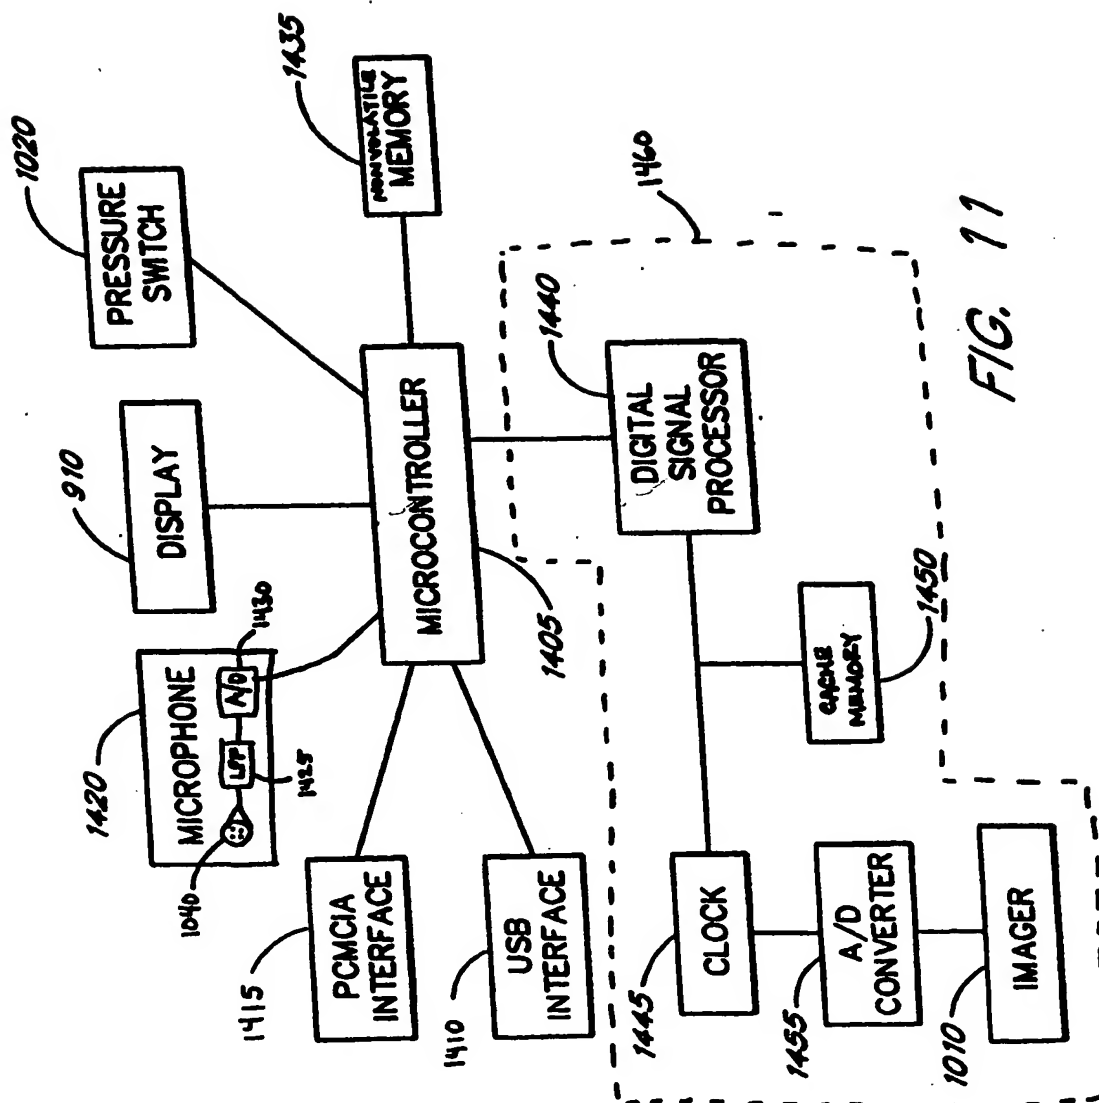 1020
PRESSURE
SWITCH
1435
NONVOLATILE
MEMORY
910
DISPLAY
1420
MICROPHONE
1040
LPF
1425
A/D
1430
MICROCONTROLLER
1405
1415
PCMCIA
INTERFACE
1410
USB
INTERFACE
1460
1440
DIGITAL
SIGNAL
PROCESSOR
1450
CACHE
MEMORY
1445
CLOCK
1455
A/D
CONVERTER
1010
IMAGER
FIG. 11